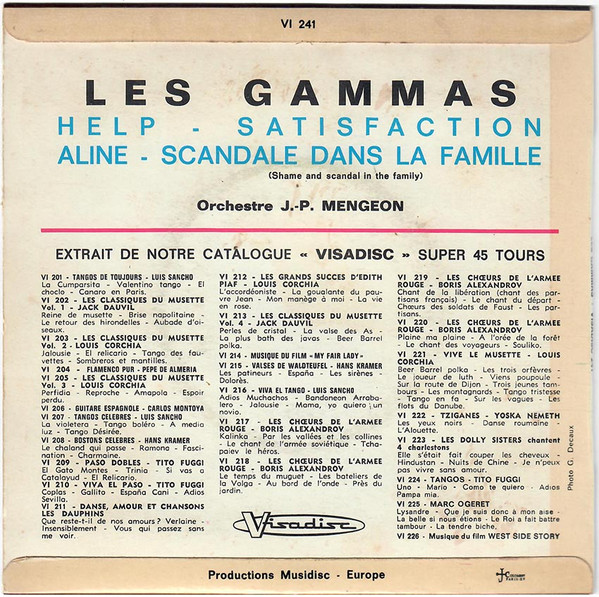 VI 241
LES GAMMAS
HELP - SATISFACTION
ALINE - SCANDALE DANS LA FAMILLE
(Shame and scandal in the family)
Orchestre J.-P. MENGEON
EXTRAIT DE NOTRE CATALOGUE « VISADISC » SUPER 45 TOURS
VI 201 - TANGOS DE TOUJOURS - LUIS SANCHO
La Cumparsita - Valentino tango - El
choclo - Canaro en Paris.
VI 202 - LES CLASSIQUES DU MUSETTE
Vol. 1 - JACK DAUVIL
Reine de musette - Brise napolitaine -
Le retour des hirondelles - Aubade d'oi-
seaux.
VI 203 - LES CLASSIQUES DU MUSETTE
Vol. 2 - LOUIS CORCHIA
Jalousie - El relicario - Tango des fau-
vettes - Sombreros et mantilles.
VI 204 - FLAMENCO PUR - PEPE DE ALMERIA
VI 205 - LES CLASSIQUES DU MUSETTE
Vol. 3 - LOUIS CORCHIA
Perfidia - Reproche - Amapola - Espoir
perdu.
VI 206 - GUITARE ESPAGNOLE - CARLOS MONTOYA
VI 207 - TANGOS CELEBRES - LUIS SANCHO
La violetera - Tango boléro - A media
luz - Tango Désirée.
VI 208 - BOSTONS CELEBRES - HANS KRAMER
Le chaland qui passe - Ramona - Fasci-
nation - Charmaine.
VI 209 - PASO DOBLES - TITO FUGGI
El Gato Montes - Trinia - Si vas a
Catalayud - El Relicario.
VI 210 - VIVA EL PASO - TITO FUGGI
Coplas - Gallito - España Cani - Adios
Sevilla.
VI 211 - DANSE, AMOUR ET CHANSONS
LES DAUPHINS
Que reste-t-il de nos amours? Verlaine -
Insensiblement - Vous qui passez sans
me voir.
VI 212 - LES GRANDS SUCCES D'EDITH
PIAF - LOUIS CORCHIA
L'accordéoniste - La goualante du pau-
vre Jean - Mon manège à moi - La vie
en rose.
VI 213 - LES CLASSIQUES DU MUSETTE
Vol. 4 - JACK DAUVIL
Perles de cristal - La valse des As -
La plus bath des javas - Beer Barrel
Polka.
VI 214 - MUSIQUE DU FILM « MY FAIR LADY »
VI 215 - VALSES DE WALDTEUFEL - HANS KRAMER
Les patineurs - España - Les sirènes -
Dolorès.
VI 216 - VIVA EL TANGO - LUIS SANCHO
Adios Muchachos - Bandoneon Arraba-
lero - Jalousie - Mama, yo quiero un
novio.
VI 217 - LES CHŒURS DE L'ARMEE
ROUGE - BORIS ALEXANDROV
Kalinka - Par les vallées et les collines
- Le chant de l'armée soviétique - Tcha-
paiev le héros.
VI 218 - LES CHŒURS DE L'ARMEE
ROUGE - BORIS ALEXANDROV
Le temps du muguet - Les bateliers de
la Volga - Au bord de l'onde - Près du
jardin.
Visadisc
VI 219 - LES CHŒURS DE L'ARMEE
ROUGE - BORIS ALEXANDROV
Chant de la libération (chant des par-
tisans français) - Le chant du départ -
Chœurs des soldats de Faust - Les par-
tisans.
VI 220 - LES CHŒURS DE L'ARMEE
ROUGE - BORIS ALEXANDROV
Plaine ma plaine - A l'orée de la forêt
- Le chant des voyageurs - Souliko.
VI 221 - VIVE LE MUSETTE - LOUIS
CORCHIA
Beer Barrel polka - Les trois orfèvres -
Le joueur de luth - Viens poupoule -
Sur la route de Dijon - Trois jeunes tam-
bours - Les montagnards - Tango tristesse
- Tango en fa - Sur les vagues - Les
flots du Danube.
VI 222 - TZIGANES - YOSKA NEMETH
Les yeux noirs - Danse roumaine -
L'Alouette.
VI 223 - LES DOLLY SISTERS chantent
4 charlestons
Elle s'était fait couper les cheveux -
Hindustan - Nuits de Chine - Je n'peux
pas vivre sans amour.
VI 224 - TANGOS - TITO FUGGI
Uno - Como te quiero - Adios
Pampa mia.
VI 225 - MARC OGERET
Lysandre - Que je suis donc à mon aise -
La belle si nous étions - Le Roi a fait battre
tambour - La tendre biche.
VI 226 - Musique du film WEST SIDE STORY
Photo G. Decaux
Productions Musidisc - Europe